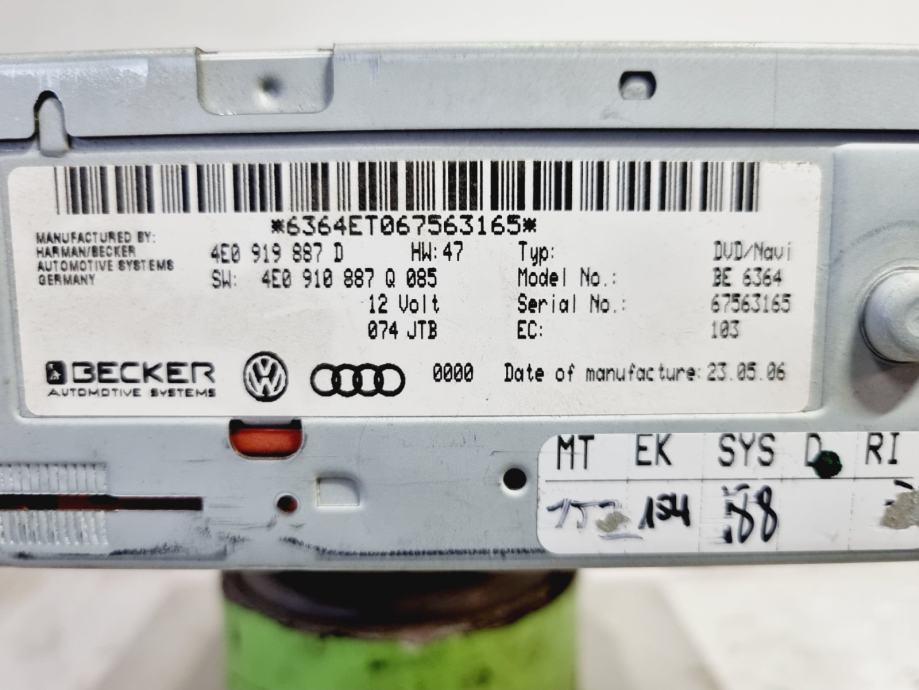 *6364ET067563165*
MANUFACTURED BY:
HARMAN/BECKER
AUTOMOTIVE SYSTEMS
GERMANY
4E0 919 887 D HW:47
SW: 4E0 910 887 Q 085
12 Volt
074 JTB
Typ: DVD/Navi
Model No.: BE 6364
Serial No.: 67563165
EC: 103
BECKER
AUTOMOTIVE SYSTEMS
0000 Date of manufacture: 23.05.06
MT EK SYS D RI
154 88